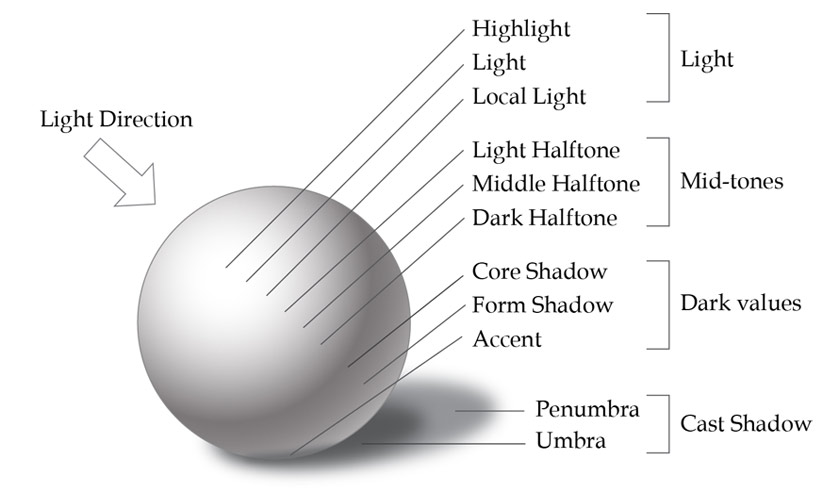 Light Direction
Highlight
Light
Local Light
Light
Light Halftone
Middle Halftone
Dark Halftone
Mid-tones
Core Shadow
Form Shadow
Accent
Dark values
Penumbra
Umbra
Cast Shadow